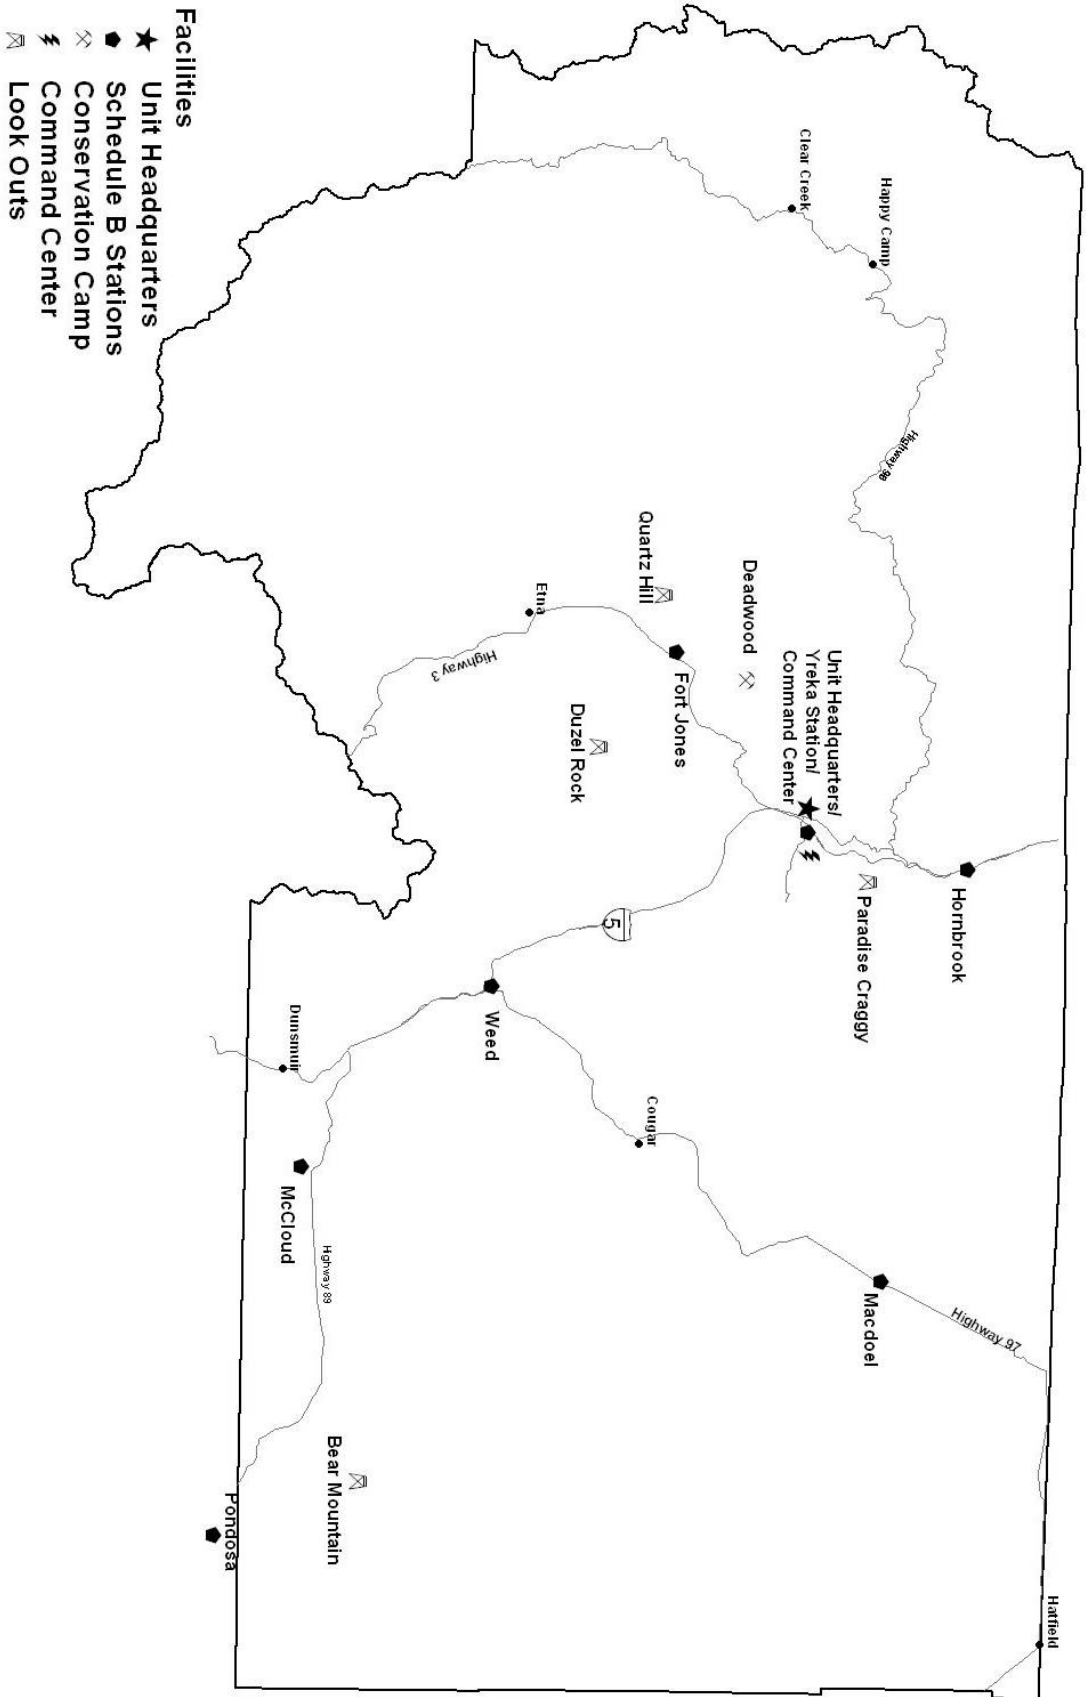 Happy Camp
Clear Creek
Highway 96
Hornbrook
Unit Headquarters/
Yreka Station/
Command Center
Paradise Craggy
Deadwood
Quartz Hill
Fort Jones
Etna
Highway 3
Duzel Rock
5
Weed
Cougar
Macdoel
Highway 97
Hatfield
Dunsmuir
McCloud
Highway 89
Bear Mountain
Pondosa
Facilities
Unit Headquarters
Schedule B Stations
Conservation Camp
Command Center
Look Outs